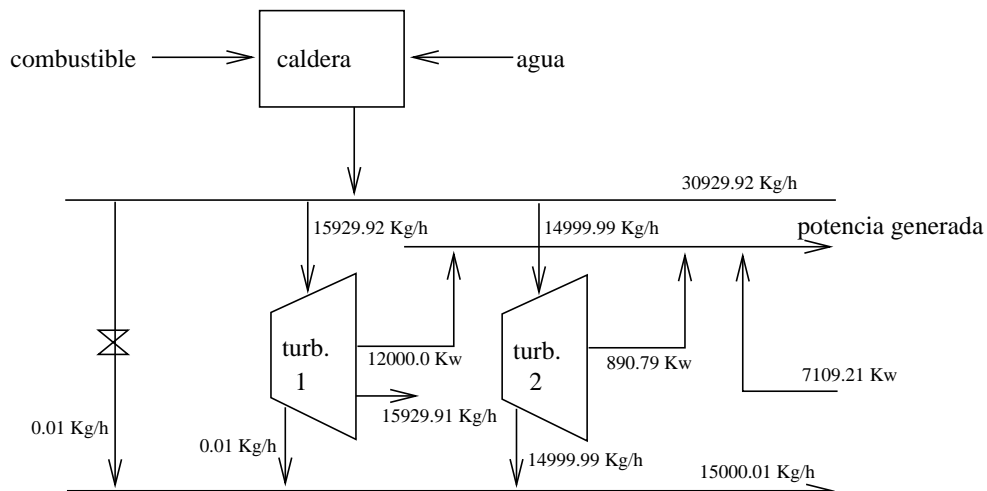 combustible
caldera
agua
30929.92 Kg/h
15929.92 Kg/h
14999.99 Kg/h
potencia generada
turb.
1
12000.0 Kw
turb.
2
890.79 Kw
7109.21 Kw
15929.91 Kg/h
0.01 Kg/h
0.01 Kg/h
14999.99 Kg/h
15000.01 Kg/h